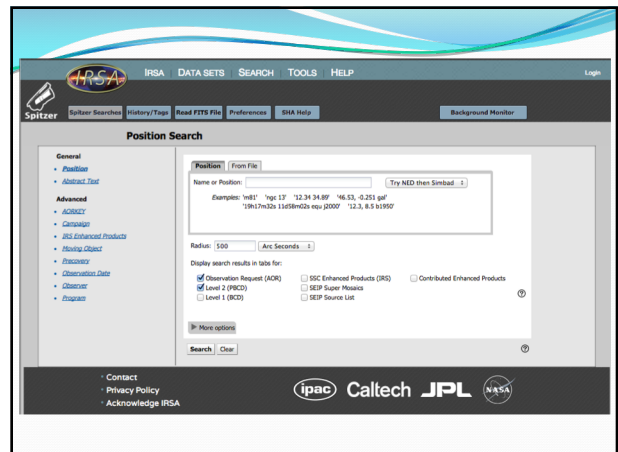 IRSA IRSA DATA SETS SEARCH TOOLS HELP Login
Spitzer Spitzer Searches History/Tags Read FITS File Preferences SHA Help Background Monitor
Position Search
General
Position
Abstract Text
Advanced
AORKEY
Campaign
IRS Enhanced Products
Moving Object
Precovery
Observation Date
Observer
Program
Position From File
Name or Position: Try NED then Simbad
Examples: 'm81' 'ngc 13' '12.34 34.89' '46.53, -0.251 gal'
'19h17m32s 11d58m02s equ j2000' '12.3, 8.5 b1950'
Radius: 500 Arc Seconds
Display search results in tabs for:
Observation Request (AOR) SSC Enhanced Products (IRS) Contributed Enhanced Products
Level 2 (PBCD) SEIP Super Mosaics
Level 1 (BCD) SEIP Source List
?
More options
Search Clear ?
Contact
Privacy Policy
Acknowledge IRSA
ipac Caltech JPL NASA